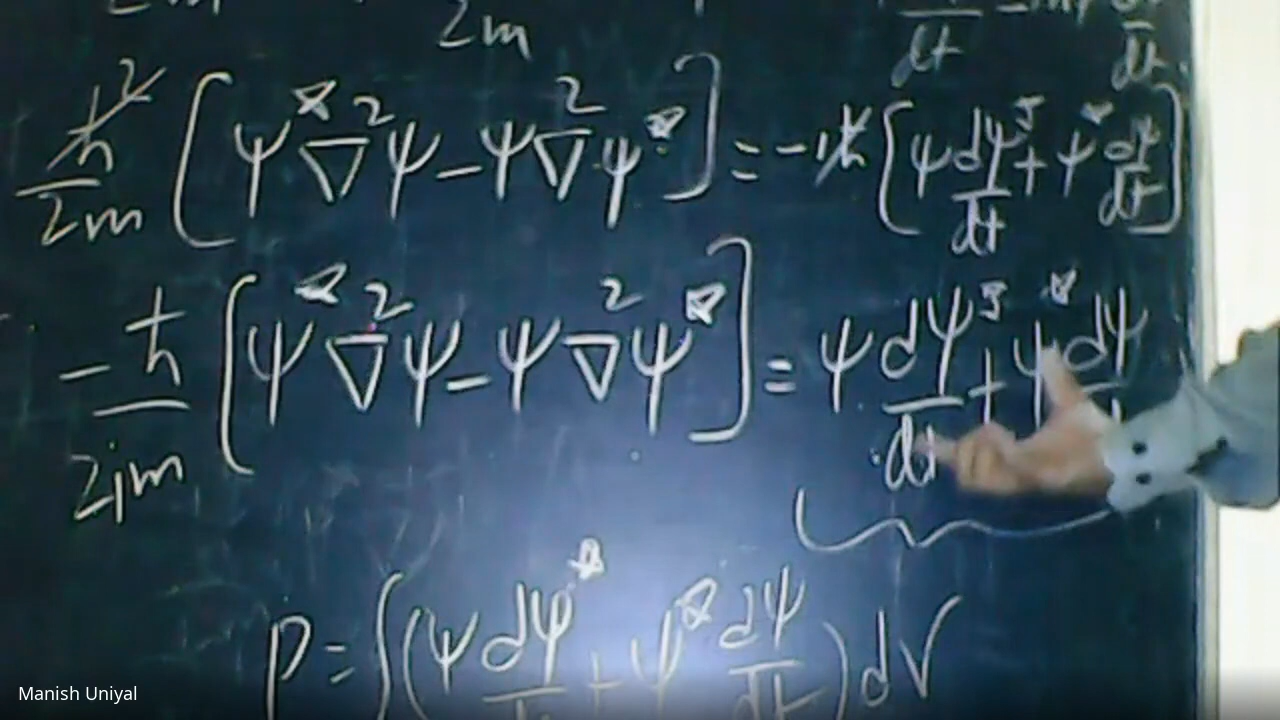 2m dt dt
ħ²/2m [ψ*∇²ψ - ψ∇²ψ*] = -iħ [ψ dψ*/dt + ψ* dψ/dt]
-ħ/2im [ψ*∇²ψ - ψ∇²ψ*] = ψ dψ*/dt + ψ* dψ
P = ∫(ψ dψ*/dt + ψ* dψ/dt) dV
Manish Uniyal